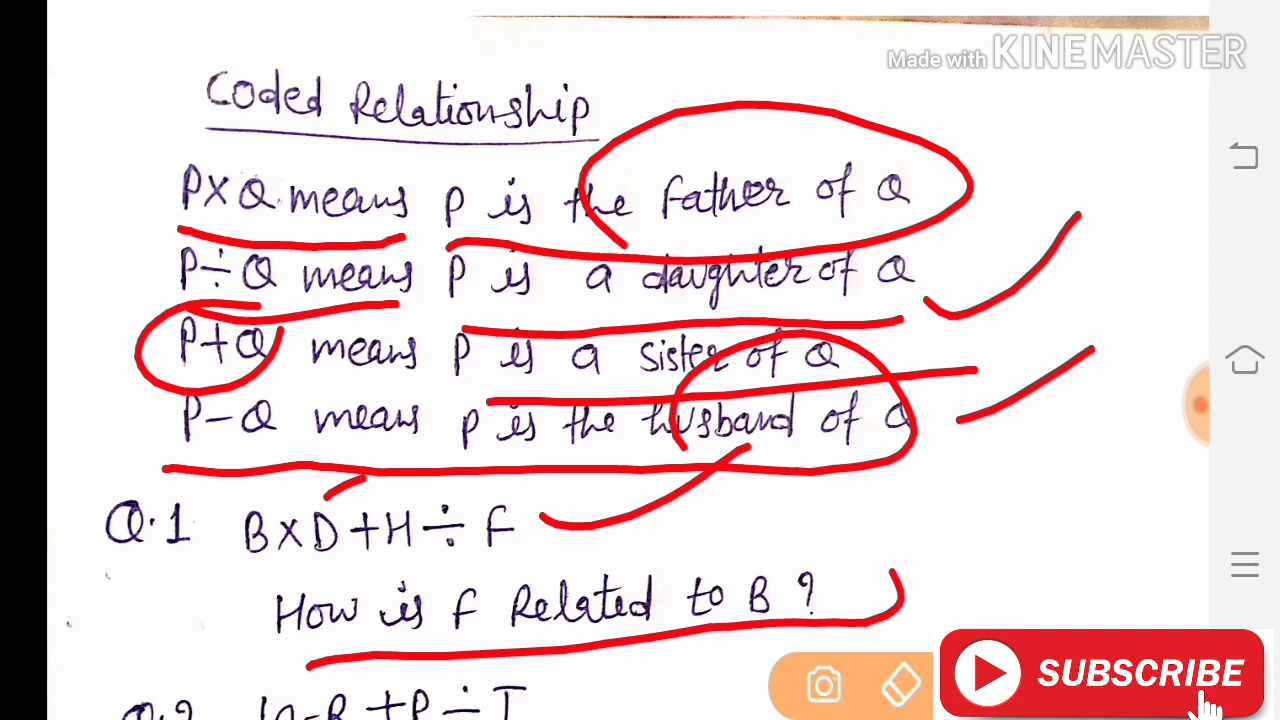 Made with KINEMASTER
Coded Relationship
P×Q means P is the father of Q
P÷Q means P is a daughter of Q
P+Q means P is a sister of Q
P-Q means P is the husband of Q
Q.1 B×D+H÷F
How is F Related to B?
+P÷T
SUBSCRIBE